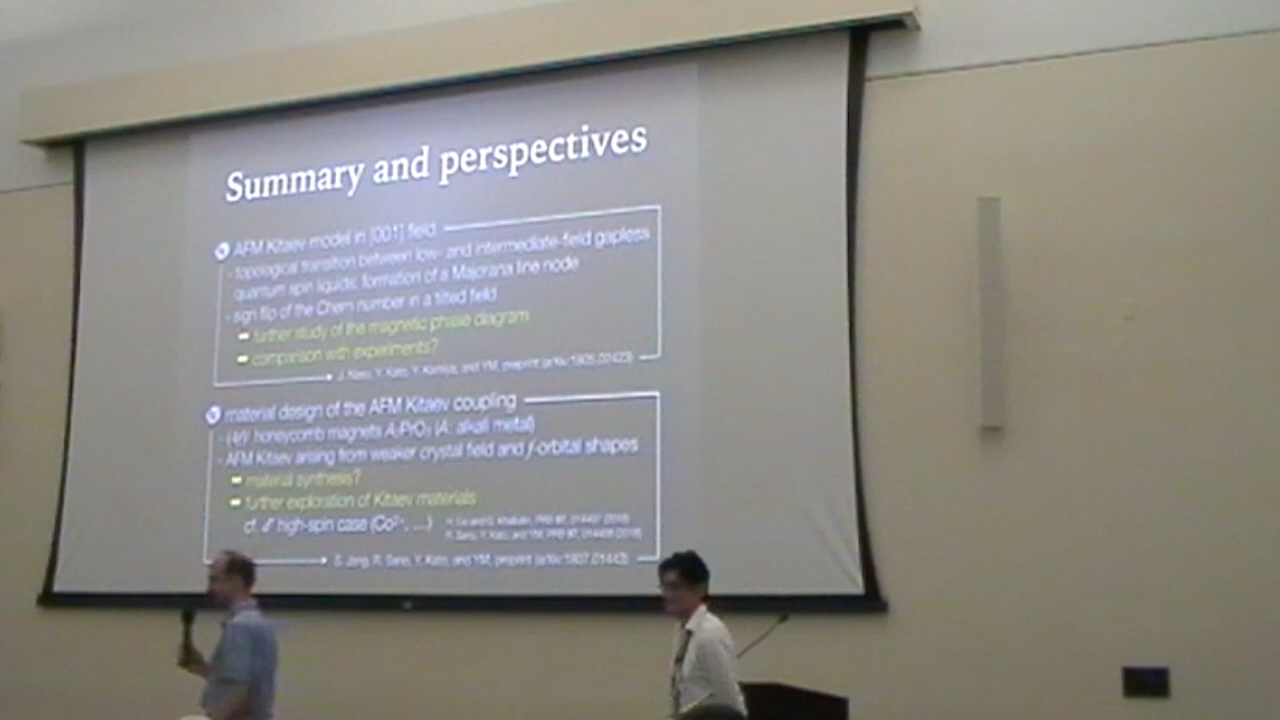 Summary and perspectives
AFM Kitaev model in [001] field
- topological transition between low- and intermediate-field gapless
quantum spin liquids: formation of a Majorana line node
- sign flip of the Chern number in a tilted field
further study of the magnetic phase diagram
comparison with experiments?
J. Nasu, Y. Kato, Y. Kamiya, and YM, preprint (arXiv:1805.
material design of the AFM Kitaev coupling
honeycomb magnets A₂PrO₃ (A: alkali metal)
- AFM Kitaev arising from weaker crystal field and f-orbital shapes
material synthesis?
further exploration of Kitaev materials
cf. d⁷ high-spin case (Co²⁺, ...)
H. Liu and G. Khaliullin, PRB 97, 014407 (2018)
R. Sano, Y. Kato, and YM, PRB 97, 014408 (2018)
S. Jang, R. Sano, Y. Kato, and YM, preprint (arXiv:1807.01443)